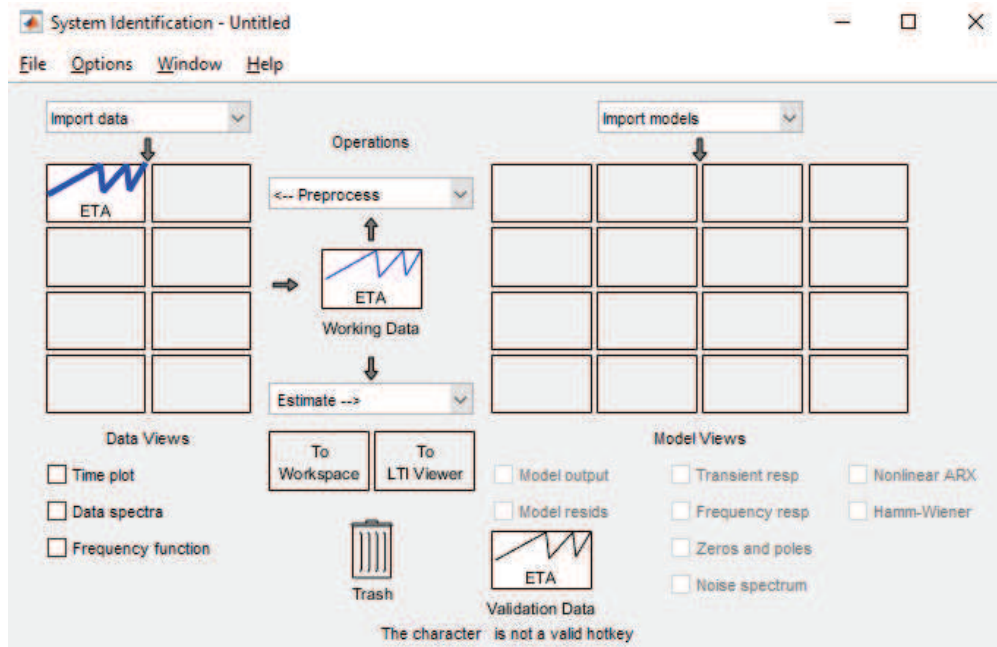 System Identification - Untitled
File Options Window Help
Import data
Import models
Operations
<-- Preprocess
ETA
ETA
Working Data
Estimate -->
Data Views
Model Views
To Workspace
To LTI Viewer
Time plot
Data spectra
Frequency function
Model output
Transient resp
Nonlinear ARX
Model resids
Frequency resp
Hamm-Wiener
Zeros and poles
Noise spectrum
Trash
ETA
Validation Data
The character is not a valid hotkey